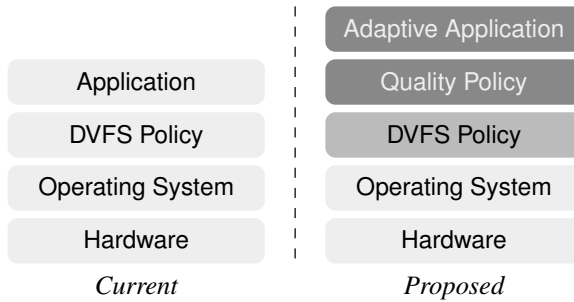 Adaptive Application
Application
Quality Policy
DVFS Policy
DVFS Policy
Operating System
Operating System
Hardware
Hardware
Current
Proposed